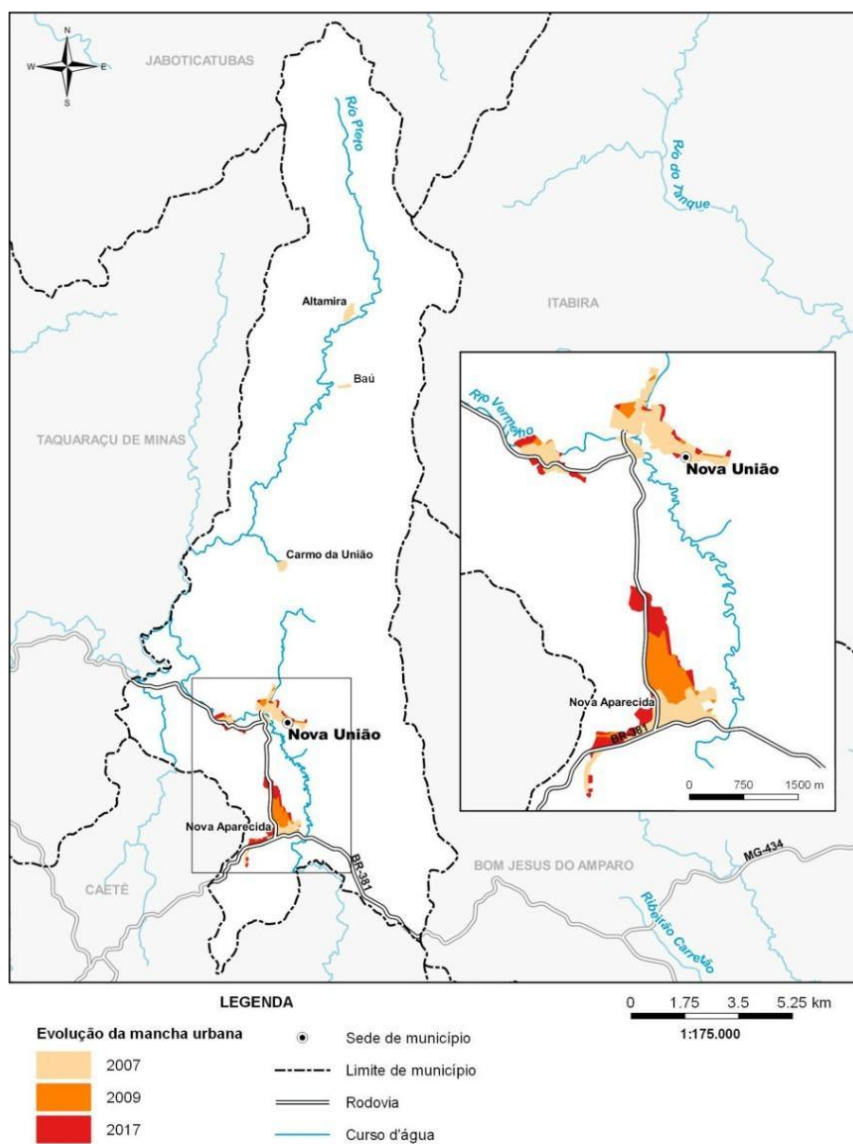 N
W
E
S
JABOTICATUBAS
Rio Preto
Rio do Tanque
Altamira
ITABIRA
Baú
TAQUARAÇU DE MINAS
Rio Vermelho
Nova União
Carmo da União
Nova Aparecida
BR-381
0 750 1500 m
Nova União
Nova Aparecida
BR-381
BOM JESUS DO AMPARO
MG-434
CAETÉ
Ribeirão Carretão
LEGENDA
0 1.75 3.5 5.25 km
1:175.000
Evolução da mancha urbana
2007
2009
2017
Sede de município
Limite de município
Rodovia
Curso d'água